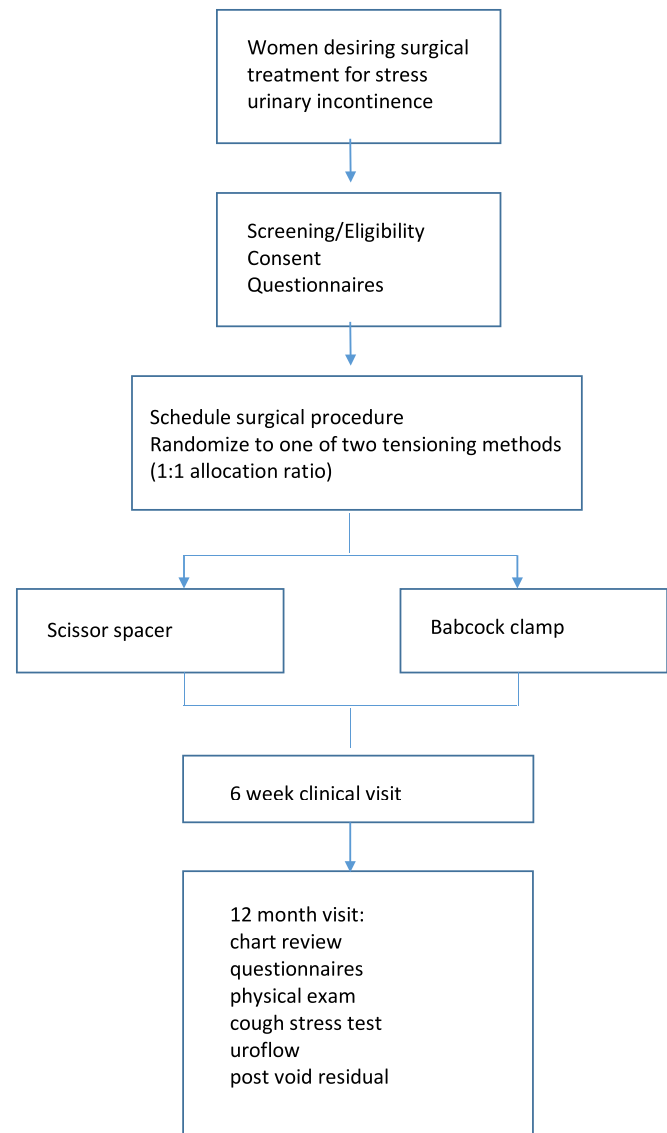 Women desiring surgical
treatment for stress
urinary incontinence
Screening/Eligibility
Consent
Questionnaires
Schedule surgical procedure
Randomize to one of two tensioning methods
(1:1 allocation ratio)
Scissor spacer
Babcock clamp
6 week clinical visit
12 month visit:
chart review
questionnaires
physical exam
cough stress test
uroflow
post void residual